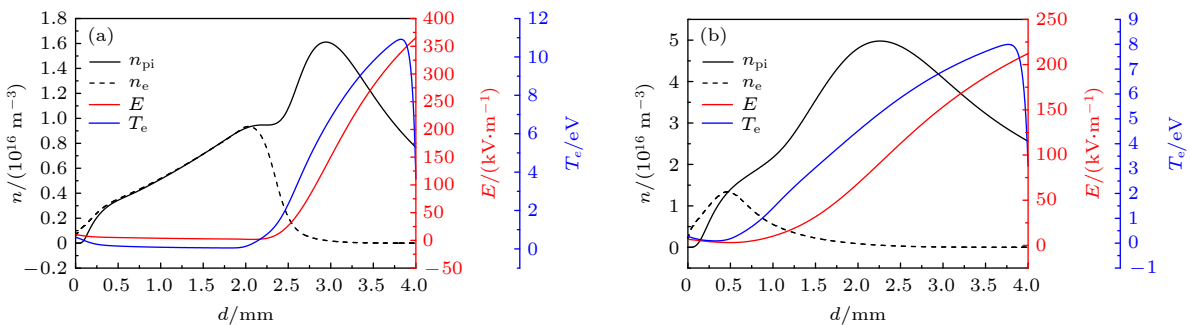 (a)
n_pi
n_e
E
T_e
n/(10^16 m^−3)
1.8
1.6
1.4
1.2
1.0
0.8
0.6
0.4
0.2
0
−0.2
0 0.5 1.0 1.5 2.0 2.5 3.0 3.5 4.0
d/mm
400
350
300
250
200
150
100
50
0
−50
E/(kV·m^−1)
12
10
8
6
4
2
0
T_e/eV
(b)
n_pi
n_e
E
T_e
n/(10^16 m^−3)
5
4
3
2
1
0
0 0.5 1.0 1.5 2.0 2.5 3.0 3.5 4.0
d/mm
250
200
150
100
50
0
E/(kV·m^−1)
9
8
7
6
5
4
3
2
1
0
−1
T_e/eV